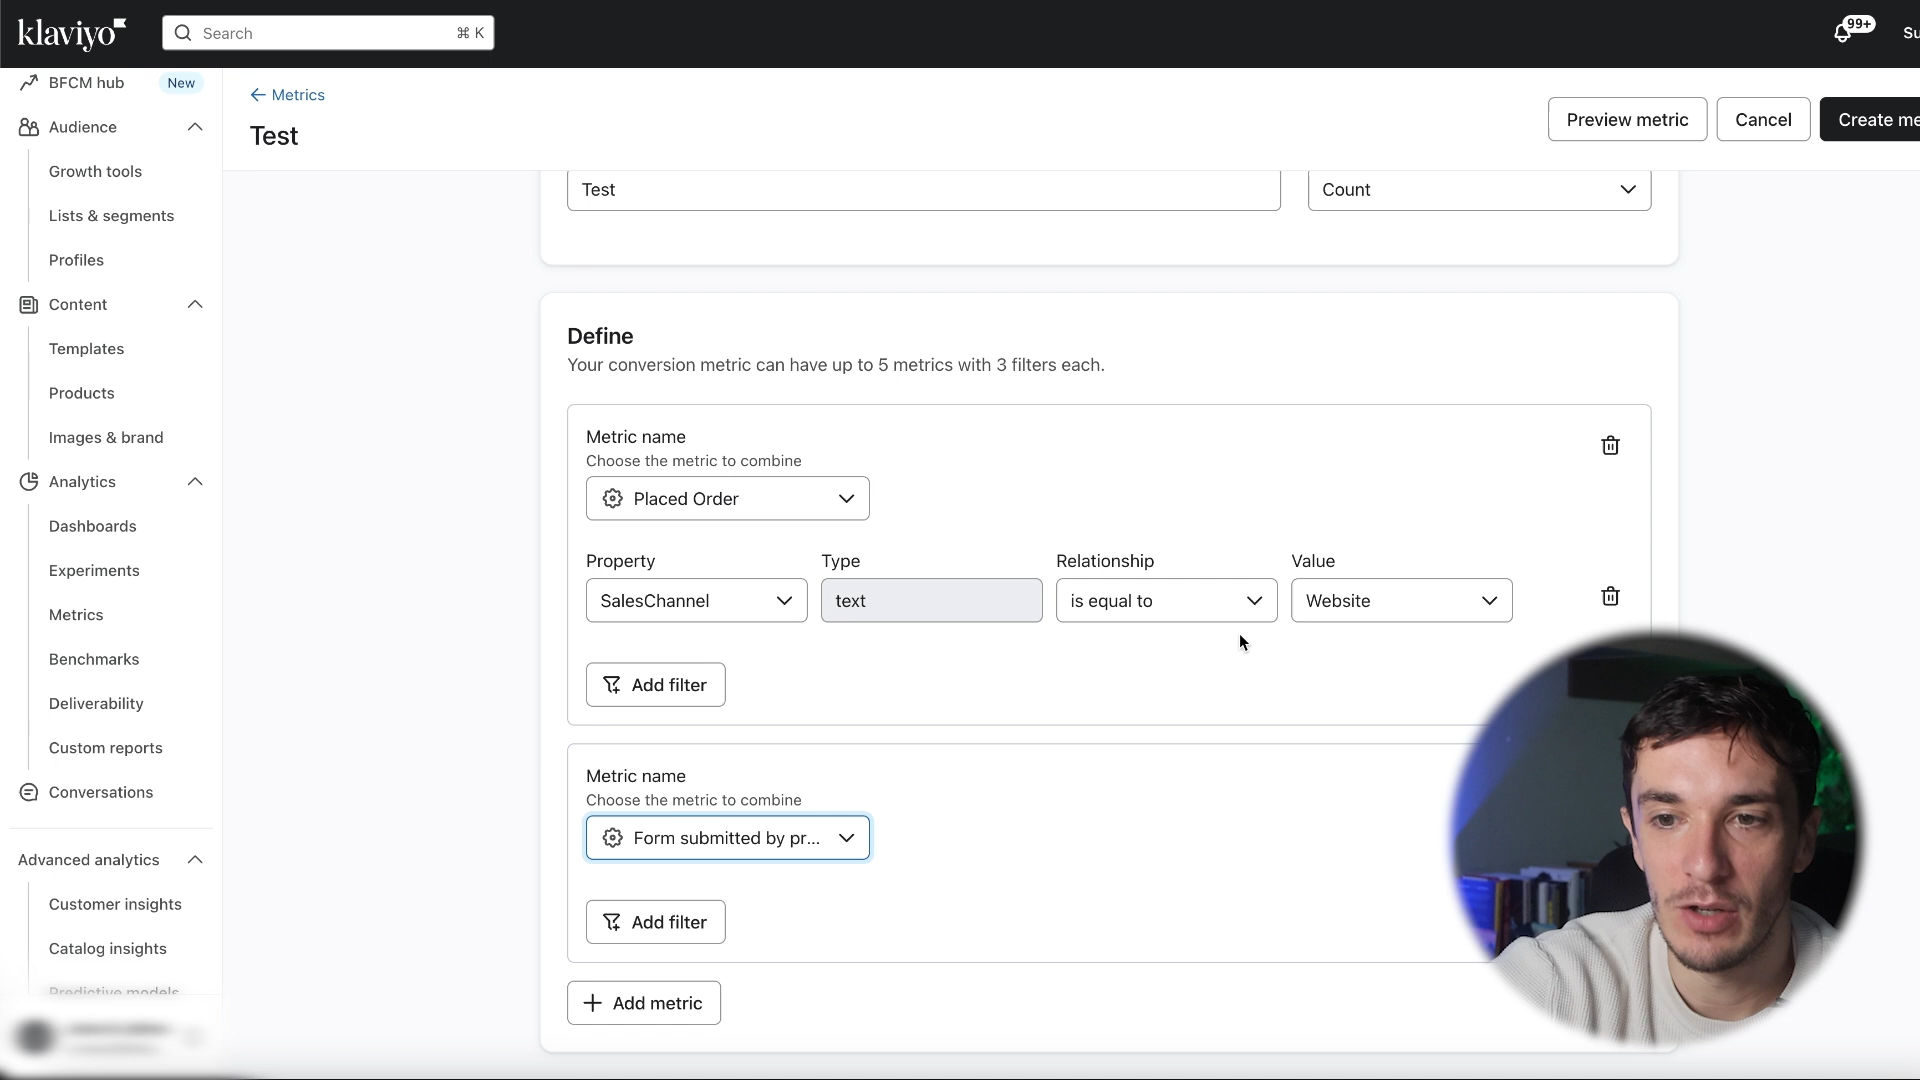 klaviyo
Search
⌘ K
99+
Su
BFCM hub
New
Audience
Growth tools
Lists & segments
Profiles
Content
Templates
Products
Images & brand
Analytics
Dashboards
Experiments
Metrics
Benchmarks
Deliverability
Custom reports
Conversations
Advanced analytics
Customer insights
Catalog insights
Predictive models
← Metrics
Test
Preview metric
Cancel
Create me
Test
Count
Define
Your conversion metric can have up to 5 metrics with 3 filters each.
Metric name
Choose the metric to combine
Placed Order
Property Type Relationship Value
SalesChannel text is equal to Website
Add filter
Metric name
Choose the metric to combine
Form submitted by pr...
Add filter
+ Add metric